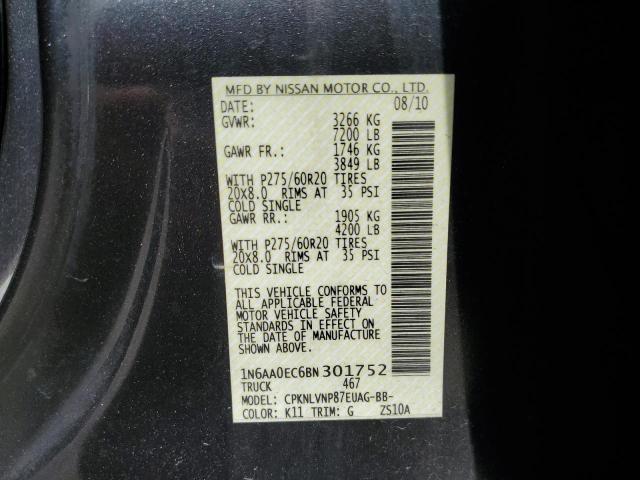 MFD BY NISSAN MOTOR CO., LTD.
DATE: 08/10
GVWR: 3266 KG
7200 LB
GAWR FR.: 1746 KG
3849 LB
WITH P275/60R20 TIRES
20X8.0 RIMS AT 35 PSI
COLD SINGLE
GAWR RR.: 1905 KG
4200 LB
WITH P275/60R20 TIRES
20X8.0 RIMS AT 35 PSI
COLD SINGLE
THIS VEHICLE CONFORMS TO
ALL APPLICABLE FEDERAL
MOTOR VEHICLE SAFETY
STANDARDS IN EFFECT ON
THE DATE OF MANUFACTURE
SHOWN ABOVE.
1N6AA0EC6BN301752
TRUCK 467
MODEL: CPKNLVNP87EUAG-BB-
COLOR: K11 TRIM: G ZS10A